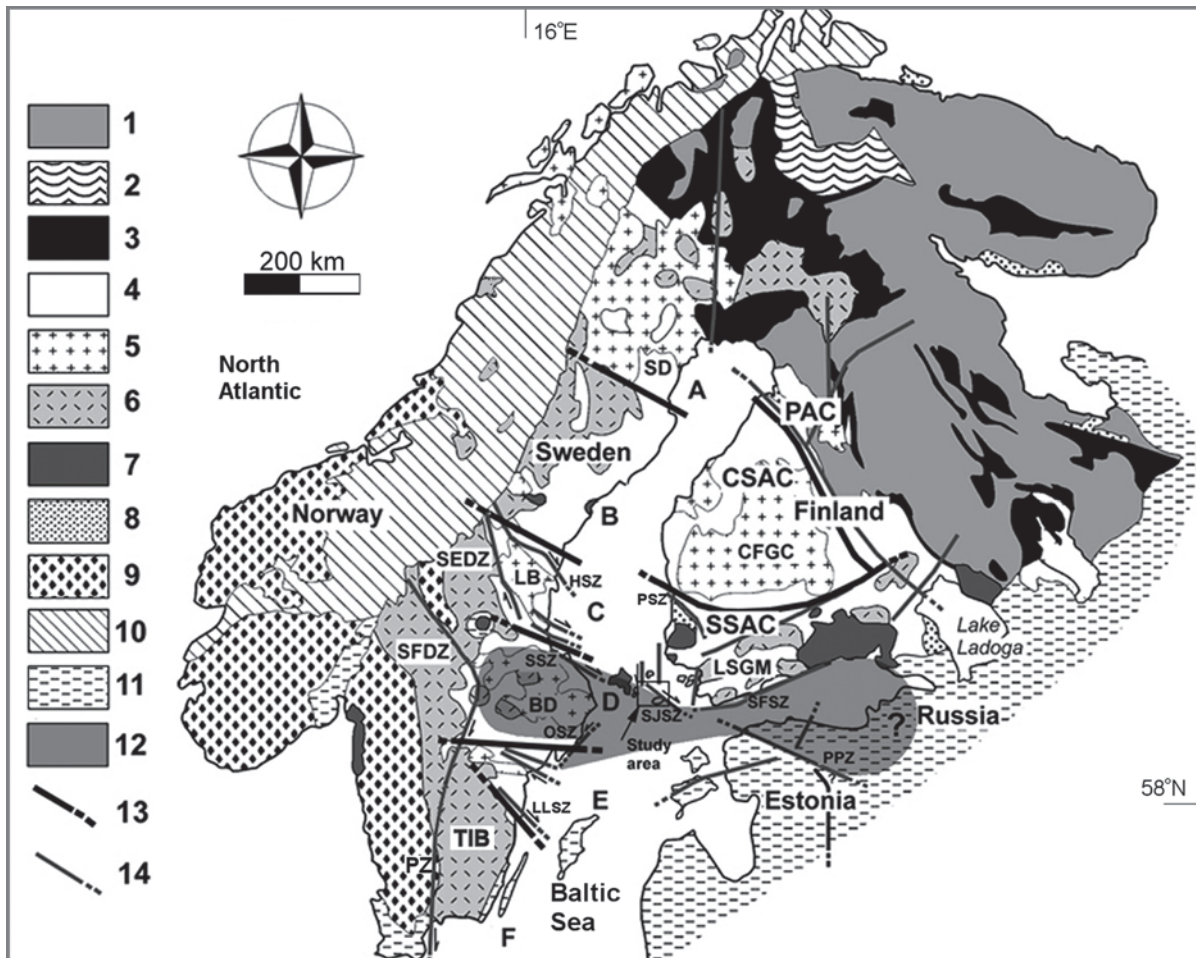 16°E
1
2
3
200 km
4
5
North
Atlantic
SD
A
6
PAC
7
Sweden
CSAC
8
Norway
B
Finland
9
SEDZ
LB
HSZ
CFGC
10
C
PSZ
SSAC
Lake
Ladoga
11
SFDZ
SSZ
LSGM
12
BD
D
SJSZ
SFSZ
?
Russia
OSZ
Study
area
PPZ
13
E
Estonia
58°N
LLSZ
14
TIB
PZ
Baltic
Sea
F